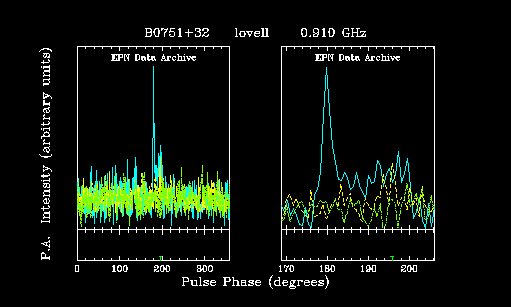 B0751+32 lovell 0.910 GHz
EPN Data Archive EPN Data Archive
P.A. Intensity (arbitrary units)
0 100 200 300 170 180 190 200
Pulse Phase (degrees)